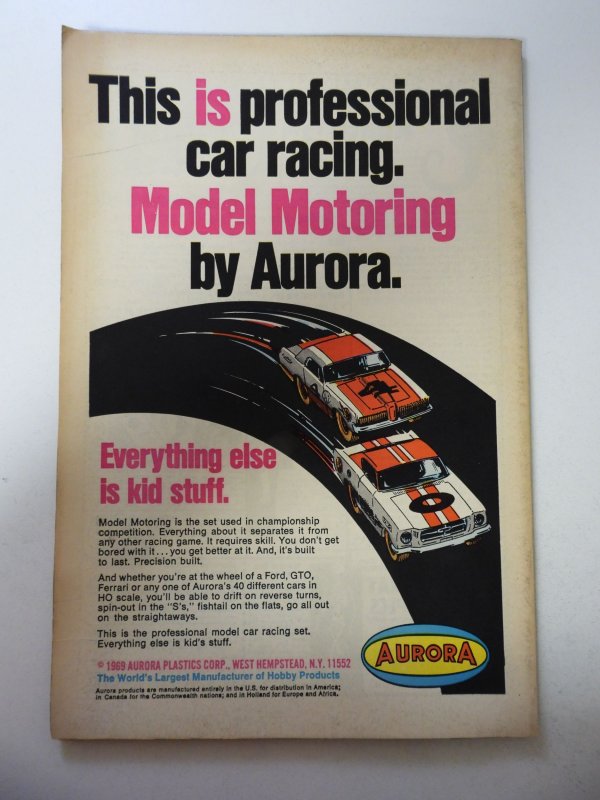 This is professional
car racing.
Model Motoring
by Aurora.
4
0
Everything else
is kid stuff.
Model Motoring is the set used in championship
competition. Everything about it separates it from
any other racing game. It requires skill. You don't get
bored with it...you get better at it. And, it's built
to last. Precision built.
And whether you're at the wheel of a Ford, GTO,
Ferrari or any one of Aurora's 40 different cars in
HO scale, you'll be able to drift on reverse turns,
spin-out in the "S's," fishtail on the flats, go all out
on the straightaways.
This is the professional model car racing set.
Everything else is kid's stuff.
© 1969 AURORA PLASTICS CORP., WEST HEMPSTEAD, N.Y. 11552
The World's Largest Manufacturer of Hobby Products
Aurora products are manufactured entirely in the U.S. for distribution in America;
in Canada for the Commonwealth nations; and in Holland for Europe and Africa.
AURORA